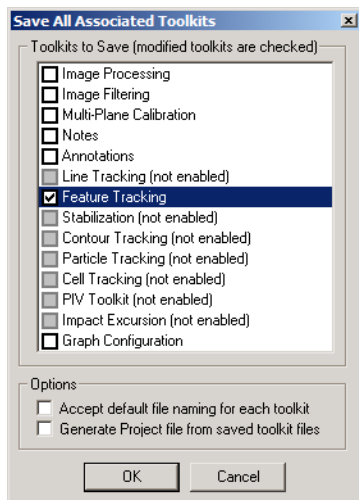 Save All Associated Toolkits
Toolkits to Save (modified toolkits are checked)
Image Processing
Image Filtering
Multi-Plane Calibration
Notes
Annotations
Line Tracking (not enabled)
Feature Tracking
Stabilization (not enabled)
Contour Tracking (not enabled)
Particle Tracking (not enabled)
Cell Tracking (not enabled)
PIV Toolkit (not enabled)
Impact Excursion (not enabled)
Graph Configuration
Options
Accept default file naming for each toolkit
Generate Project file from saved toolkit files
OK
Cancel